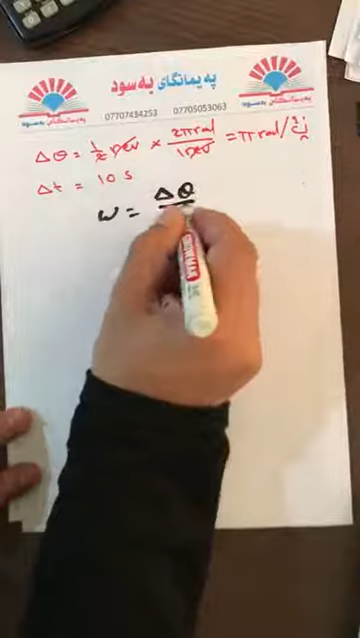 پەیمانگای بەسود
07707434253 07705053063
پەیمانگای بەسود
Δθ = 1/2 rev × 2π rad / 1 rev = π rad /
Δt = 10 s
ω = Δθ